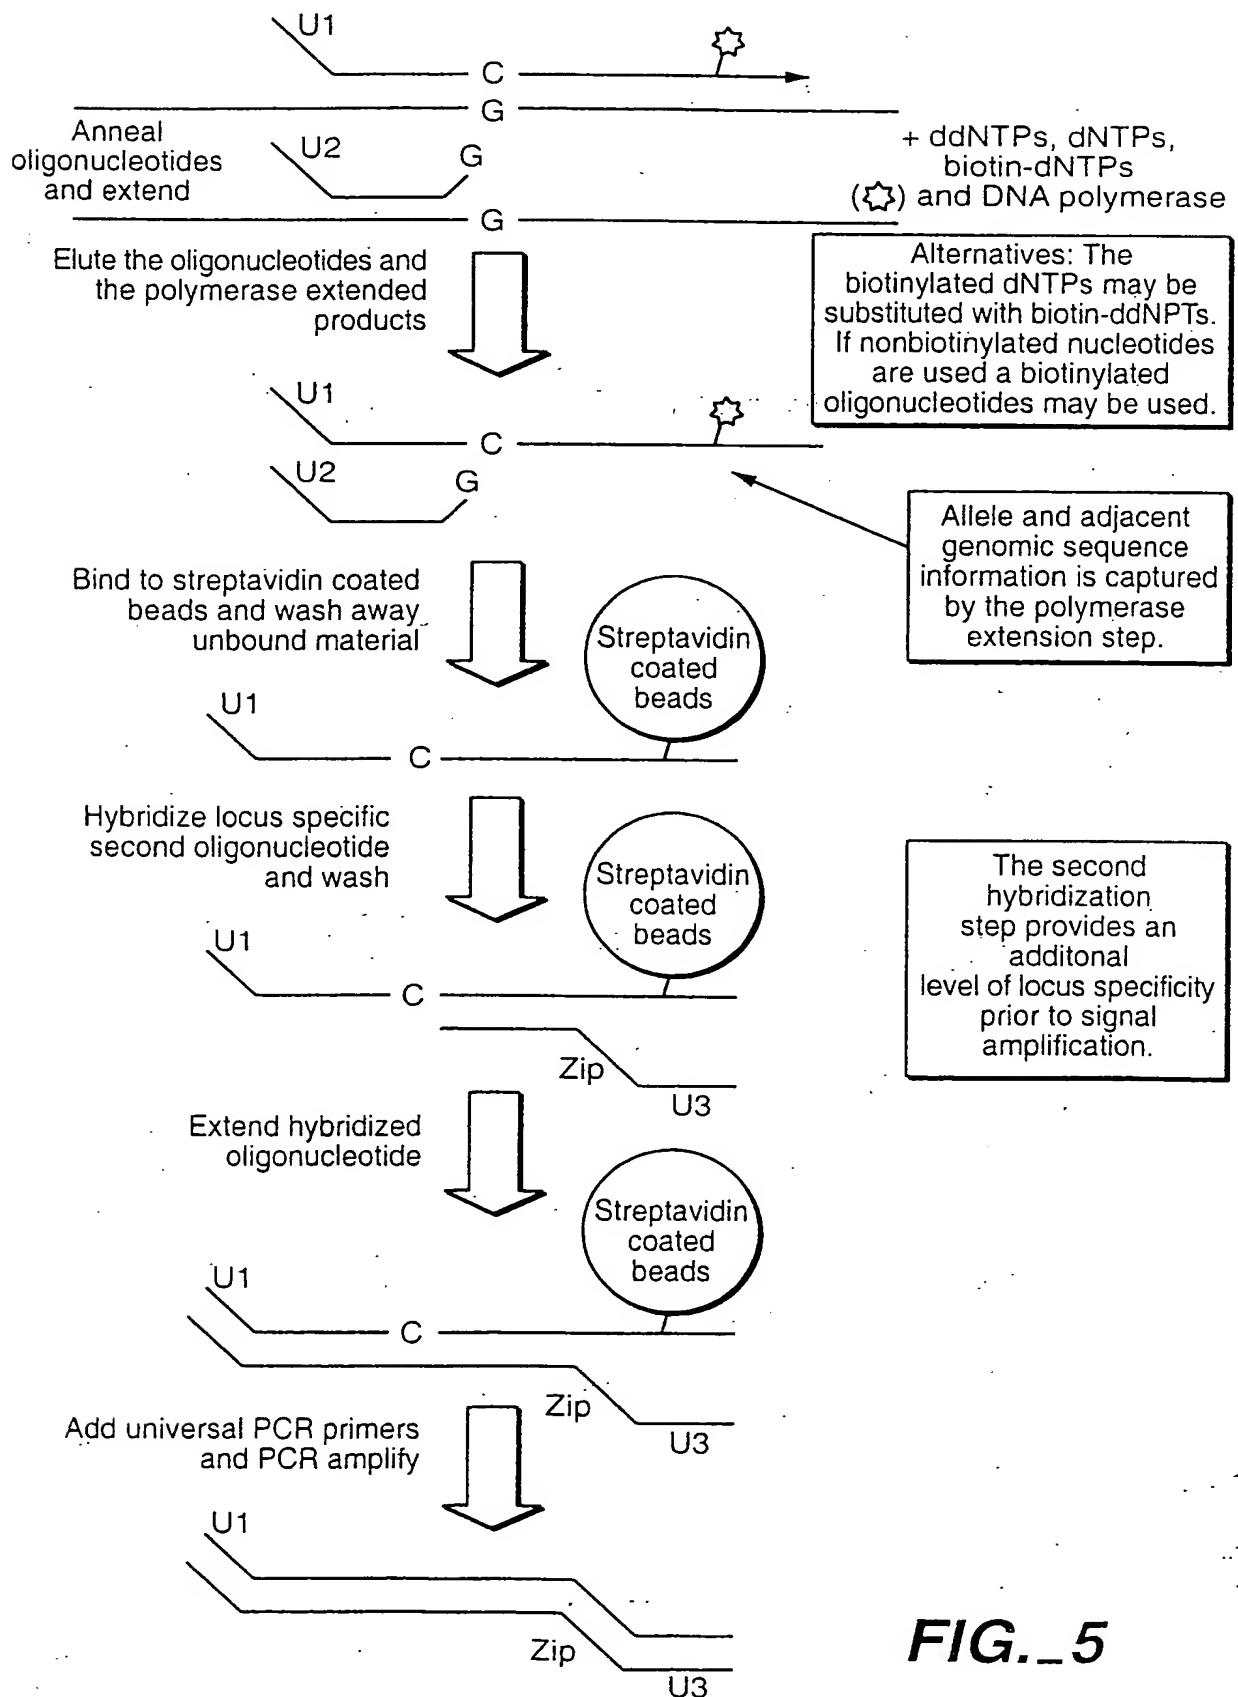 U1
C
G
Anneal
oligonucleotides
and extend
U2
G
G
+ ddNTPs, dNTPs,
biotin-dNTPs
( ) and DNA polymerase
Elute the oligonucleotides and
the polymerase extended
products
Alternatives: The
biotinylated dNTPs may be
substituted with biotin-ddNPTs.
If nonbiotinylated nucleotides
are used a biotinylated
oligonucleotides may be used.
U1
C
U2
G
Allele and adjacent
genomic sequence
information is captured
by the polymerase
extension step.
Bind to streptavidin coated
beads and wash away
unbound material
Streptavidin
coated
beads
U1
C
Hybridize locus specific
second oligonucleotide
and wash
Streptavidin
coated
beads
The second
hybridization
step provides an
additonal
level of locus specificity
prior to signal
amplification.
U1
C
Zip
U3
Extend hybridized
oligonucleotide
Streptavidin
coated
beads
U1
C
Zip
U3
Add universal PCR primers
and PCR amplify
U1
Zip
U3
FIG._5